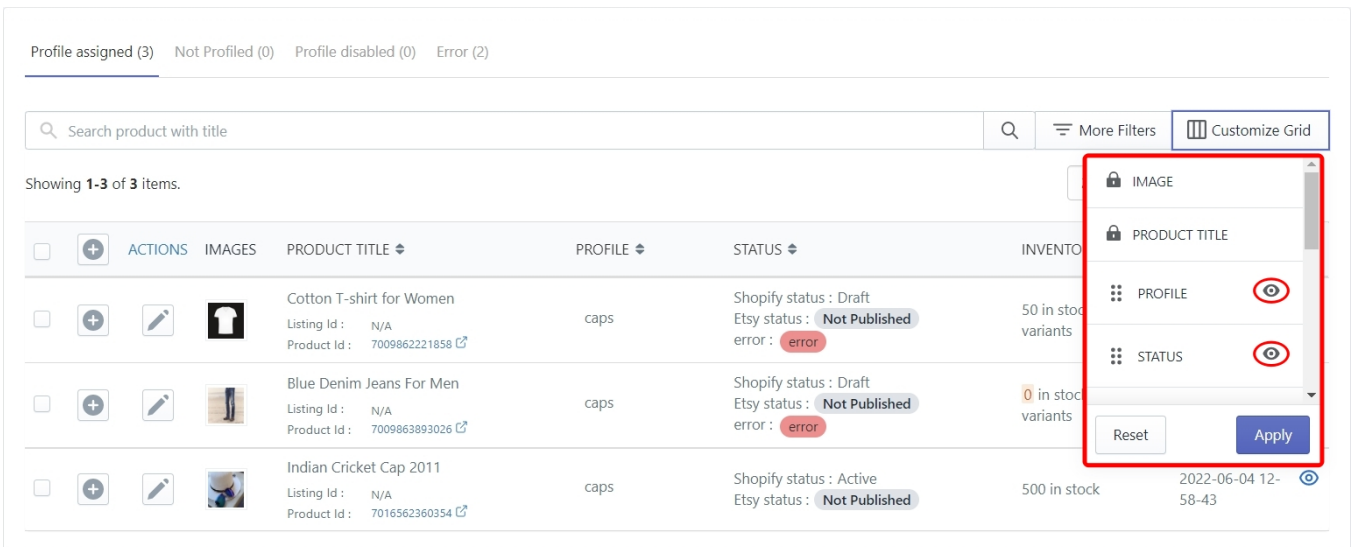 Profile assigned (3) Not Profiled (0) Profile disabled (0) Error (2)
Search product with title
More Filters
Customize Grid
Showing 1-3 of 3 items.
IMAGE
PRODUCT TITLE
PROFILE
STATUS
Reset
Apply
ACTIONS IMAGES PRODUCT TITLE PROFILE STATUS INVENTO
Cotton T-shirt for Women
Listing Id : N/A
Product Id : 7009862221858
caps
Shopify status : Draft
Etsy status : Not Published
error : error
50 in stoc
variants
Blue Denim Jeans For Men
Listing Id : N/A
Product Id : 7009863893026
caps
Shopify status : Draft
Etsy status : Not Published
error : error
0 in stoc
variants
Indian Cricket Cap 2011
Listing Id : N/A
Product Id : 7016562360354
caps
Shopify status : Active
Etsy status : Not Published
500 in stock
2022-06-04 12-
58-43